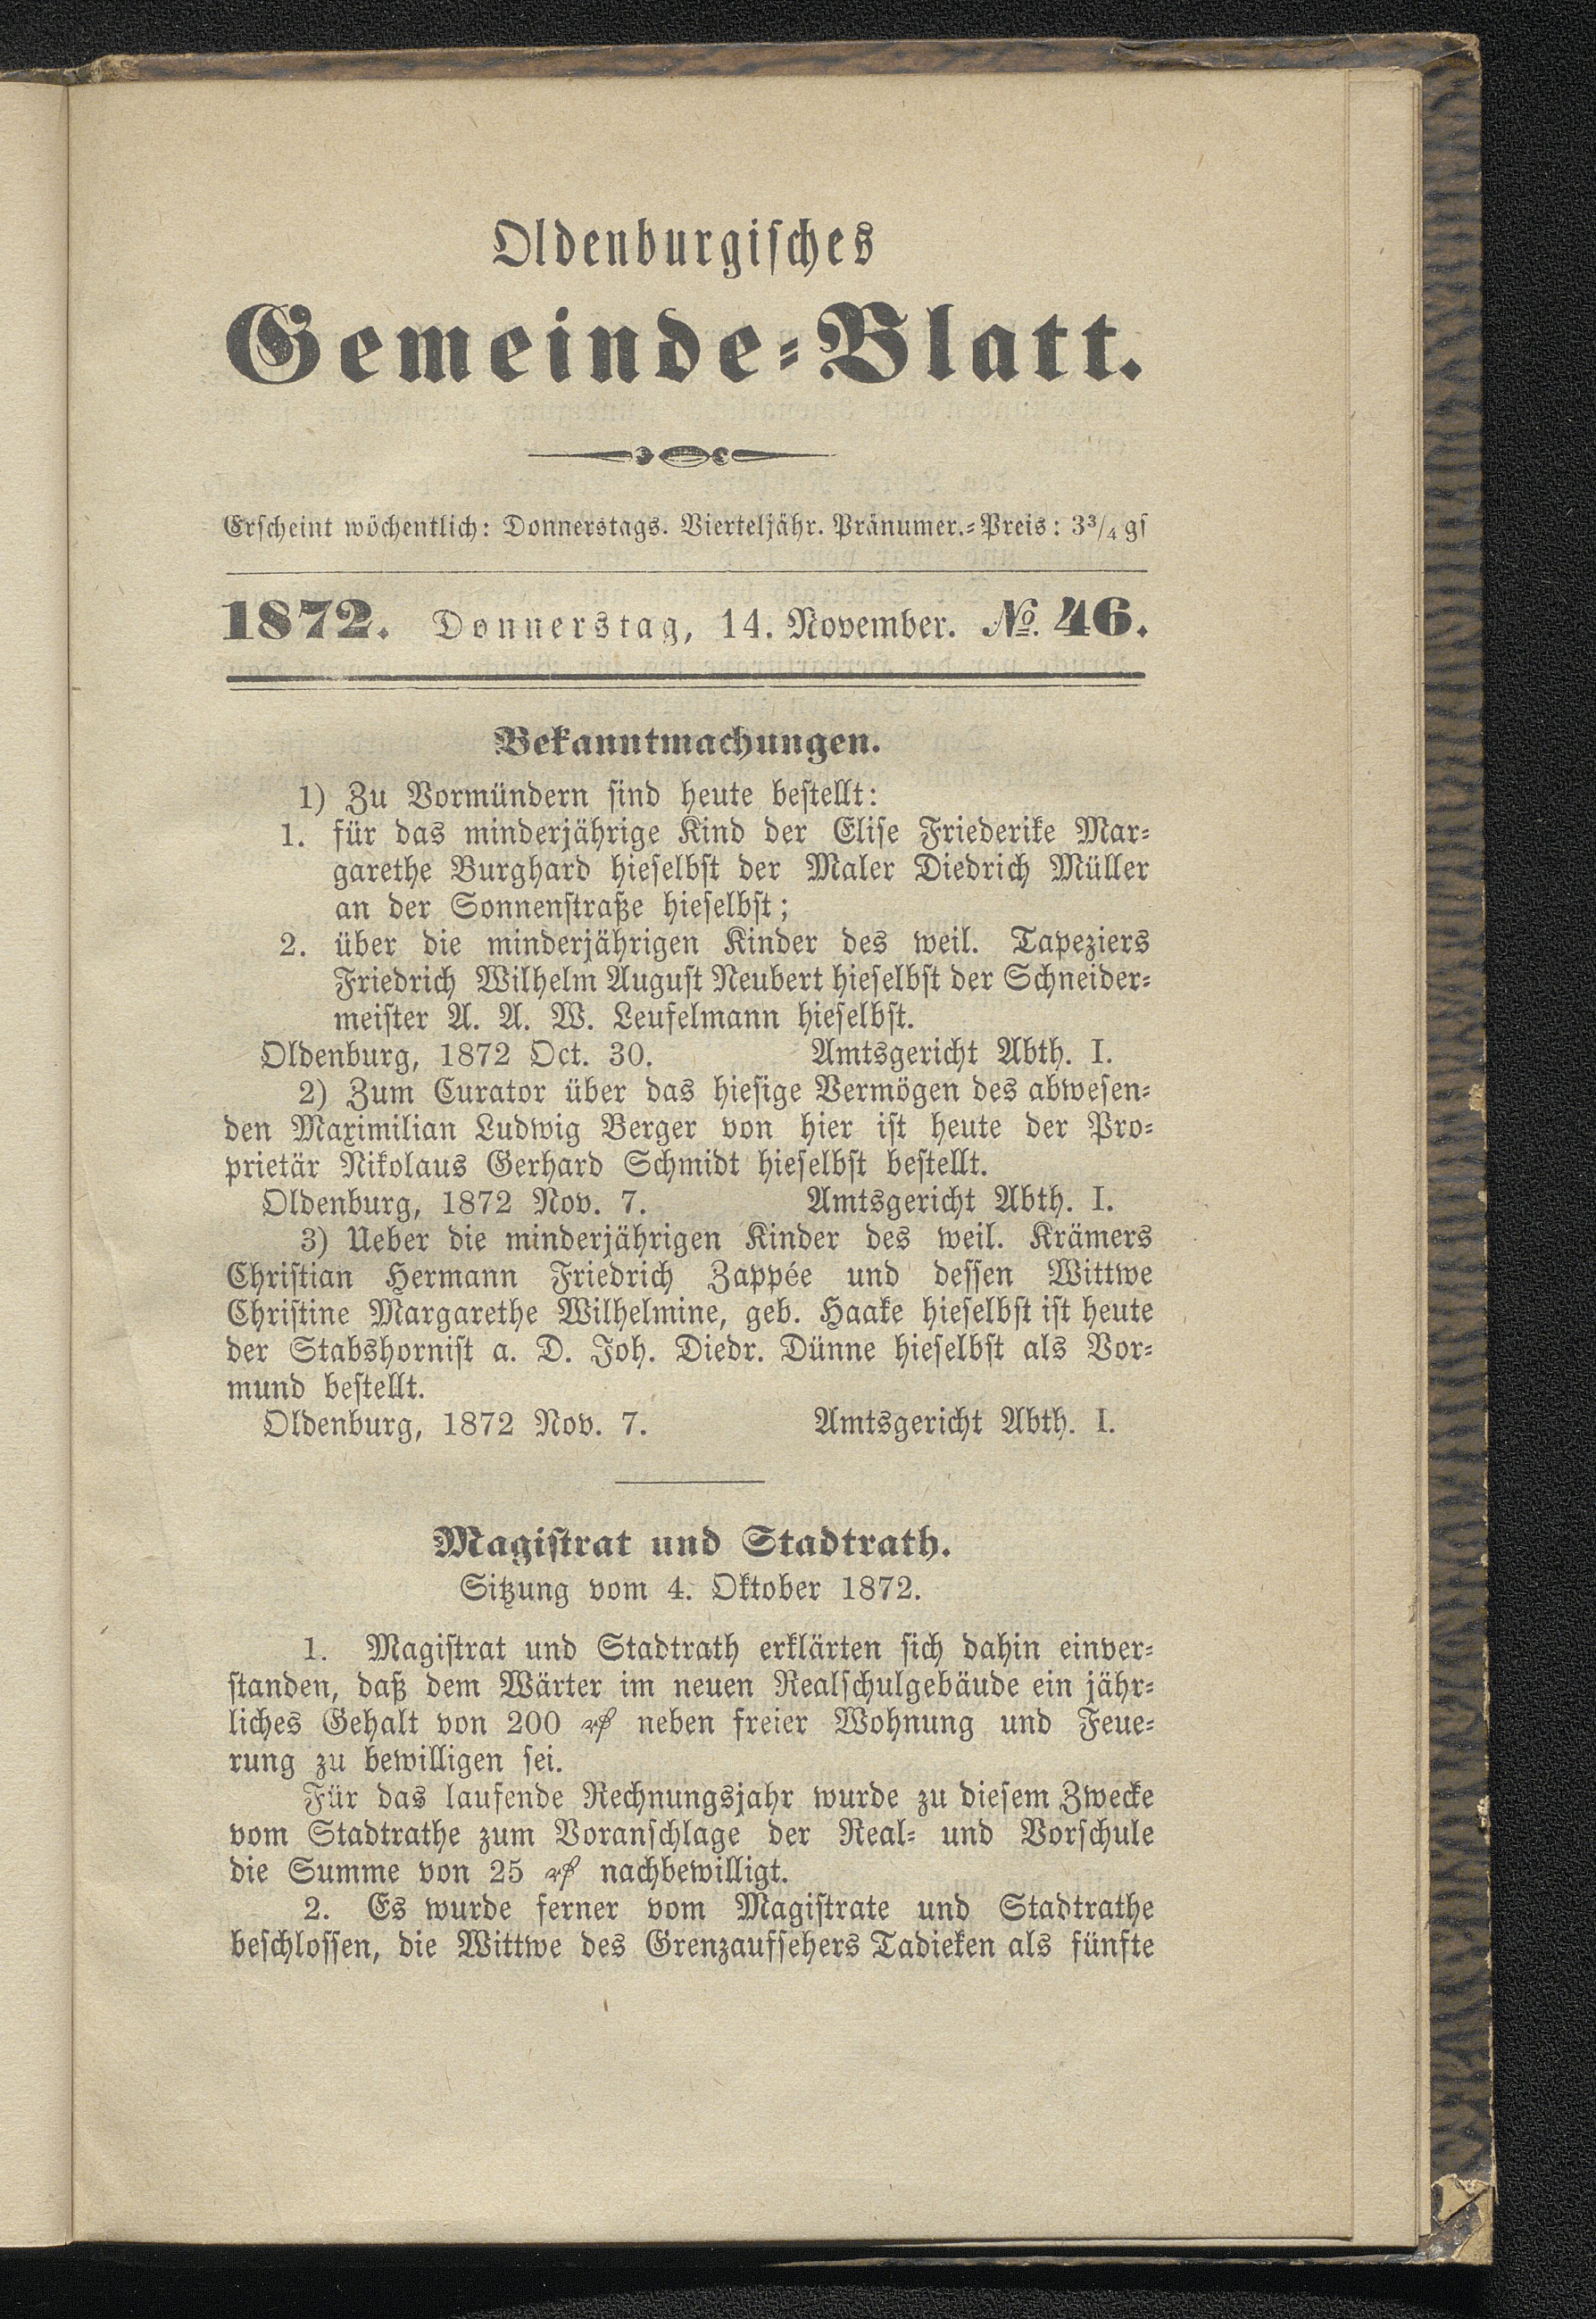 Oldenburgisches
Gemeinde-Blatt.
Erscheint wöchentlich: Donnerstags. Vierteljähr. Pränumer.-Preis: 3³/₄ gs
1872. Donnerstag, 14. November. №. 46.
Bekanntmachungen.
1) Zu Vormündern sind heute bestellt:
1. für das minderjährige Kind der Elise Friederike Mar-
garethe Burghard hieselbst der Maler Diedrich Müller
an der Sonnenstraße hieselbst;
2. über die minderjährigen Kinder des weil. Tapeziers
Friedrich Wilhelm August Neubert hieselbst der Schneider-
meister A. A. W. Leufelmann hieselbst.
Oldenburg, 1872 Oct. 30. Amtsgericht Abth. I.
2) Zum Curator über das hiesige Vermögen des abwesen-
den Maximilian Ludwig Berger von hier ist heute der Pro-
prietär Nikolaus Gerhard Schmidt hieselbst bestellt.
Oldenburg, 1872 Nov. 7. Amtsgericht Abth. I.
3) Ueber die minderjährigen Kinder des weil. Krämers
Christian Hermann Friedrich Zappée und dessen Wittwe
Christine Margarethe Wilhelmine, geb. Haake hieselbst ist heute
der Stabshornist a. D. Joh. Diedr. Dünne hieselbst als Vor-
mund bestellt.
Oldenburg, 1872 Nov. 7. Amtsgericht Abth. I.
Magistrat und Stadtrath.
Sitzung vom 4. Oktober 1872.
1. Magistrat und Stadtrath erklärten sich dahin einver-
standen, daß dem Wärter im neuen Realschulgebäude ein jähr-
liches Gehalt von 200 ₰ neben freier Wohnung und Feue-
rung zu bewilligen sei.
Für das laufende Rechnungsjahr wurde zu diesem Zwecke
vom Stadtrathe zum Voranschlage der Real- und Vorschule
die Summe von 25 ₰ nachbewilligt.
2. Es wurde ferner vom Magistrate und Stadtrathe
beschlossen, die Wittwe des Grenzaufsehers Tadieken als fünfte